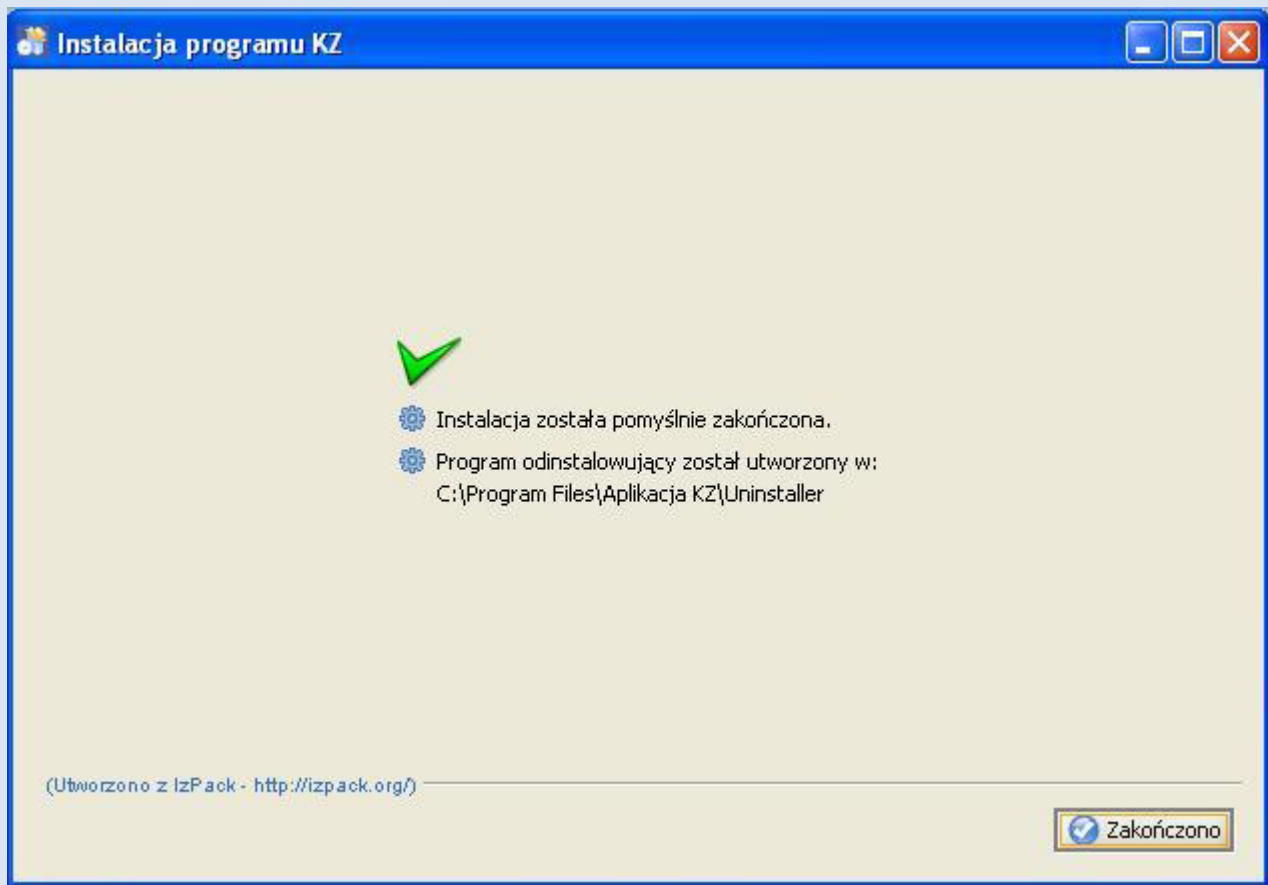 Instalacja programu KZ
Instalacja została pomyślnie zakończona.
Program odinstalowujący został utworzony w:
C:\Program Files\Aplikacja KZ\Uninstaller
(Utworzono z IzPack - http://izpack.org/)
Zakończono